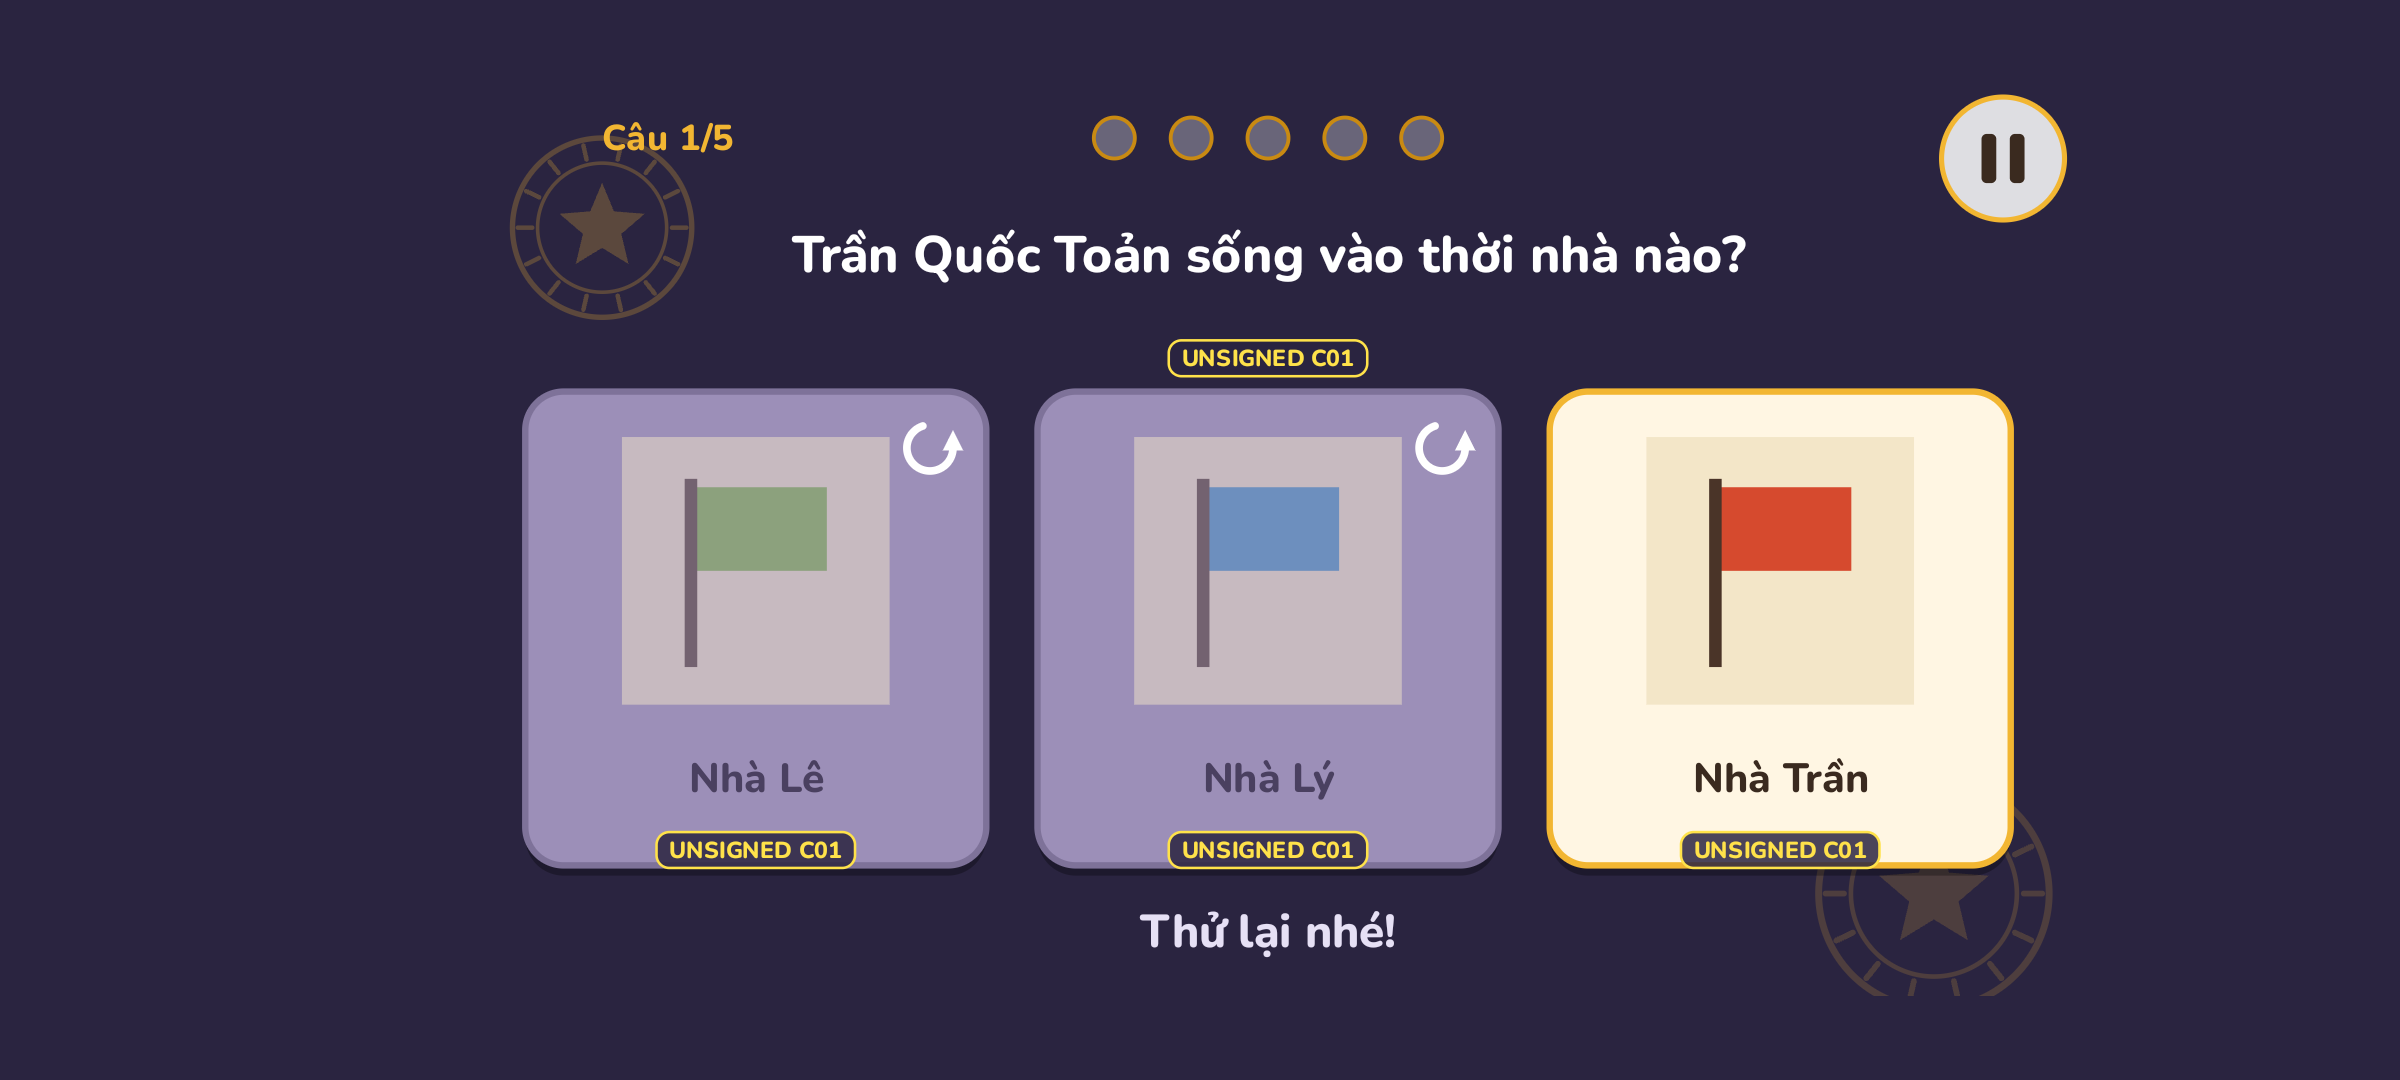 Câu 1/5
Trần Quốc Toản sống vào thời nhà nào?
UNSIGNED C01
Nhà Lê
Nhà Lý
Nhà Trần
UNSIGNED C01
UNSIGNED C01
UNSIGNED C01
Thử lại nhé!